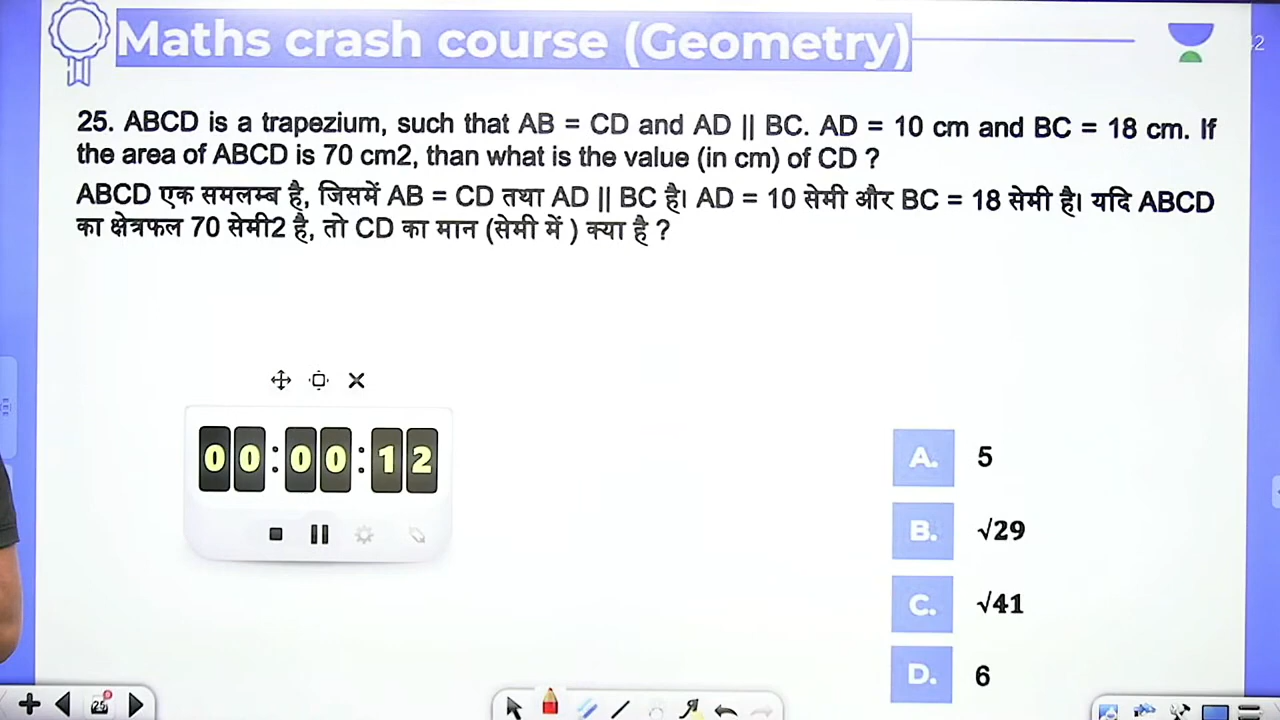 Maths crash course (Geometry)
42
25. ABCD is a trapezium, such that AB = CD and AD || BC. AD = 10 cm and BC = 18 cm. If
the area of ABCD is 70 cm2, than what is the value (in cm) of CD ?
ABCD एक समलम्ब है, जिसमें AB = CD तथा AD || BC है। AD = 10 सेमी और BC = 18 सेमी है। यदि ABCD
का क्षेत्रफल 70 सेमी2 है, तो CD का मान (सेमी में ) क्या है ?
00:00:12
A. 5
B. √29
C. √41
D. 6
25